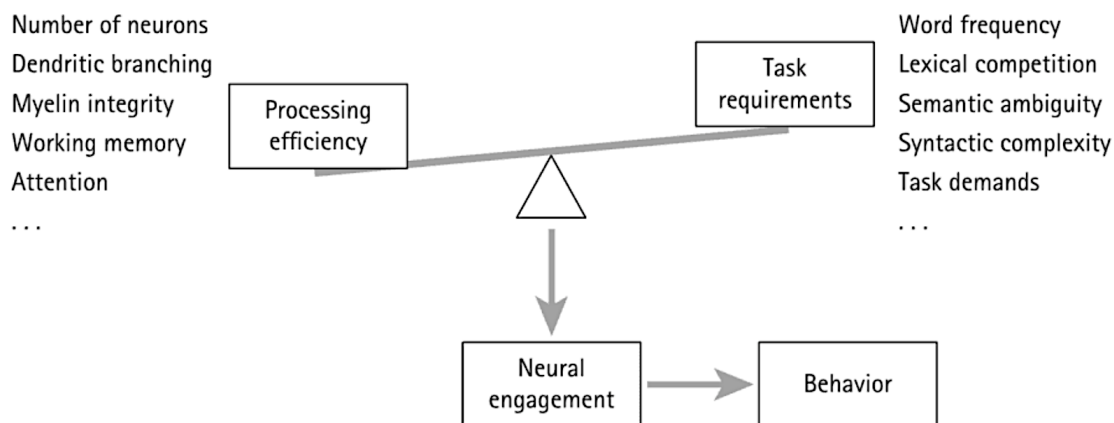 Number of neurons
Dendritic branching
Myelin integrity
Working memory
Attention
. . .
Processing
efficiency
Task
requirements
Word frequency
Lexical competition
Semantic ambiguity
Syntactic complexity
Task demands
. . .
Neural
engagement
Behavior